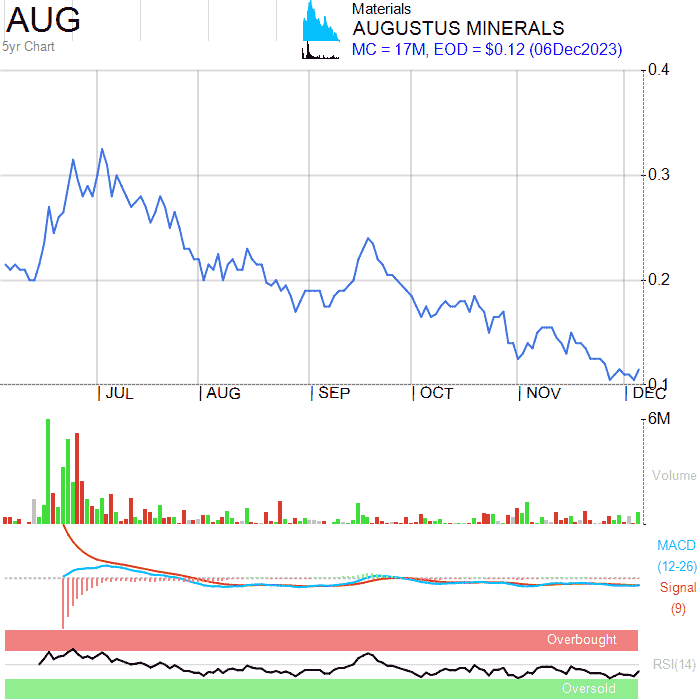 AUG
5yr Chart
Materials
AUGUSTUS MINERALS
MC = 17M, EOD = $0.12 (06Dec2023)
0.4
0.3
0.2
0.1
JUL
AUG
SEP
OCT
NOV
DEC
6M
Volume
MACD
(12-26)
Signal
(9)
Overbought
RSI(14)
Oversold